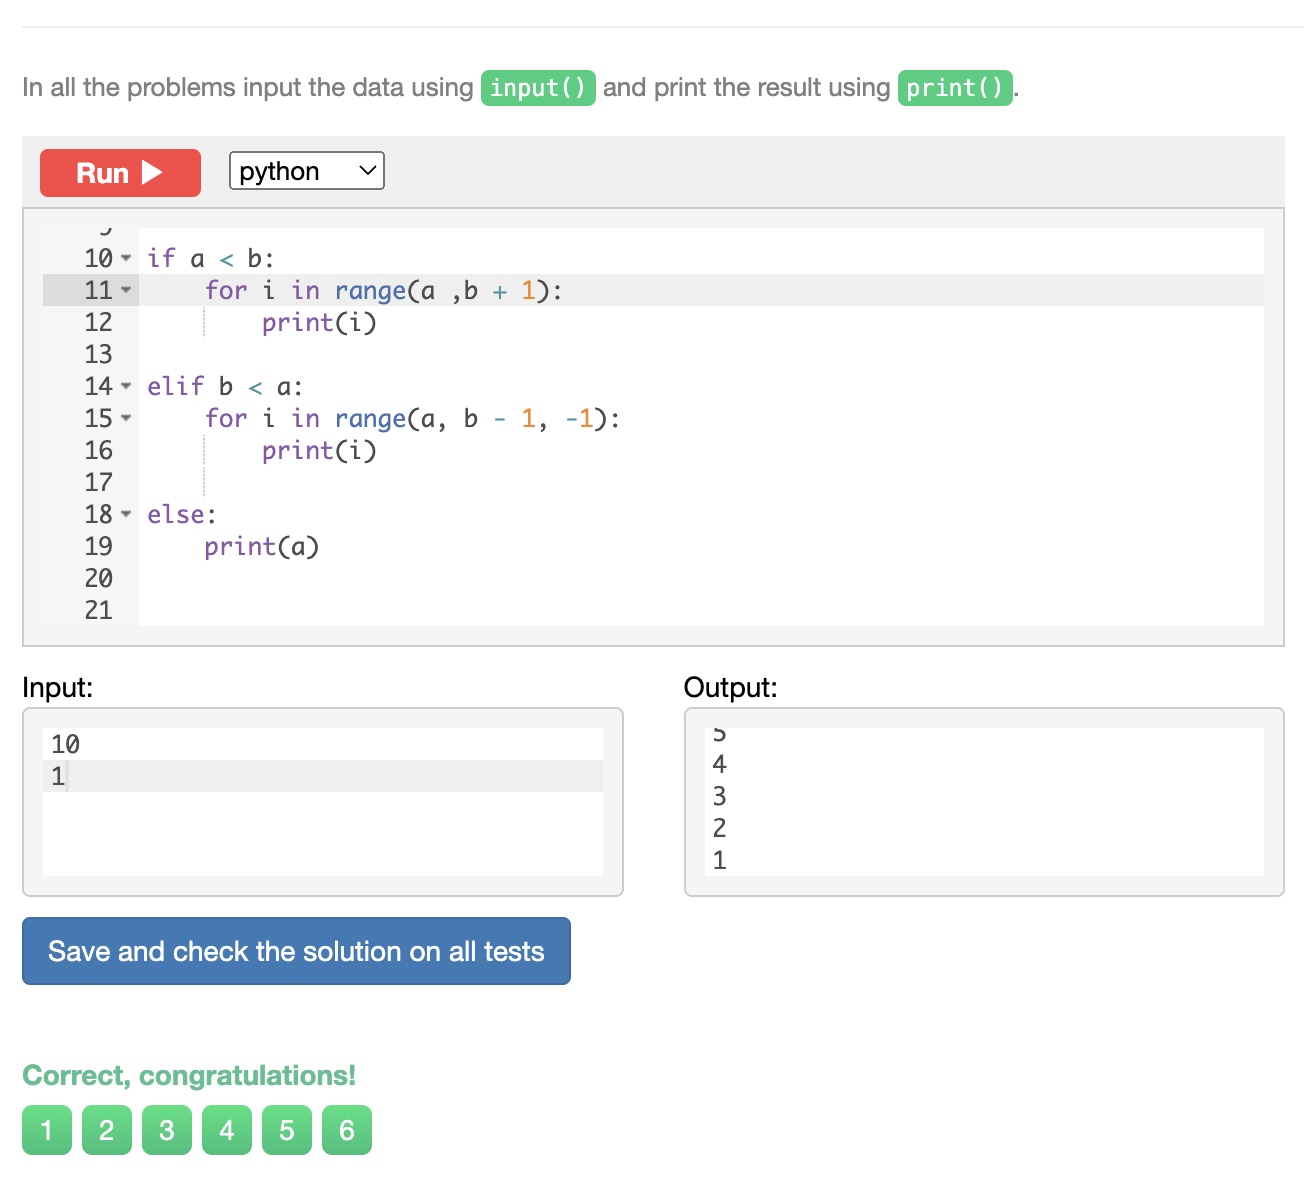 In all the problems input the data using input() and print the result using print().
Run
python
10 if a < b:
11 for i in range(a ,b + 1):
12 print(i)
13
14 elif b < a:
15 for i in range(a, b - 1, -1):
16 print(i)
17
18 else:
19 print(a)
20
21
Input:
10
1
Output:
5
4
3
2
1
Save and check the solution on all tests
Correct, congratulations!
1 2 3 4 5 6